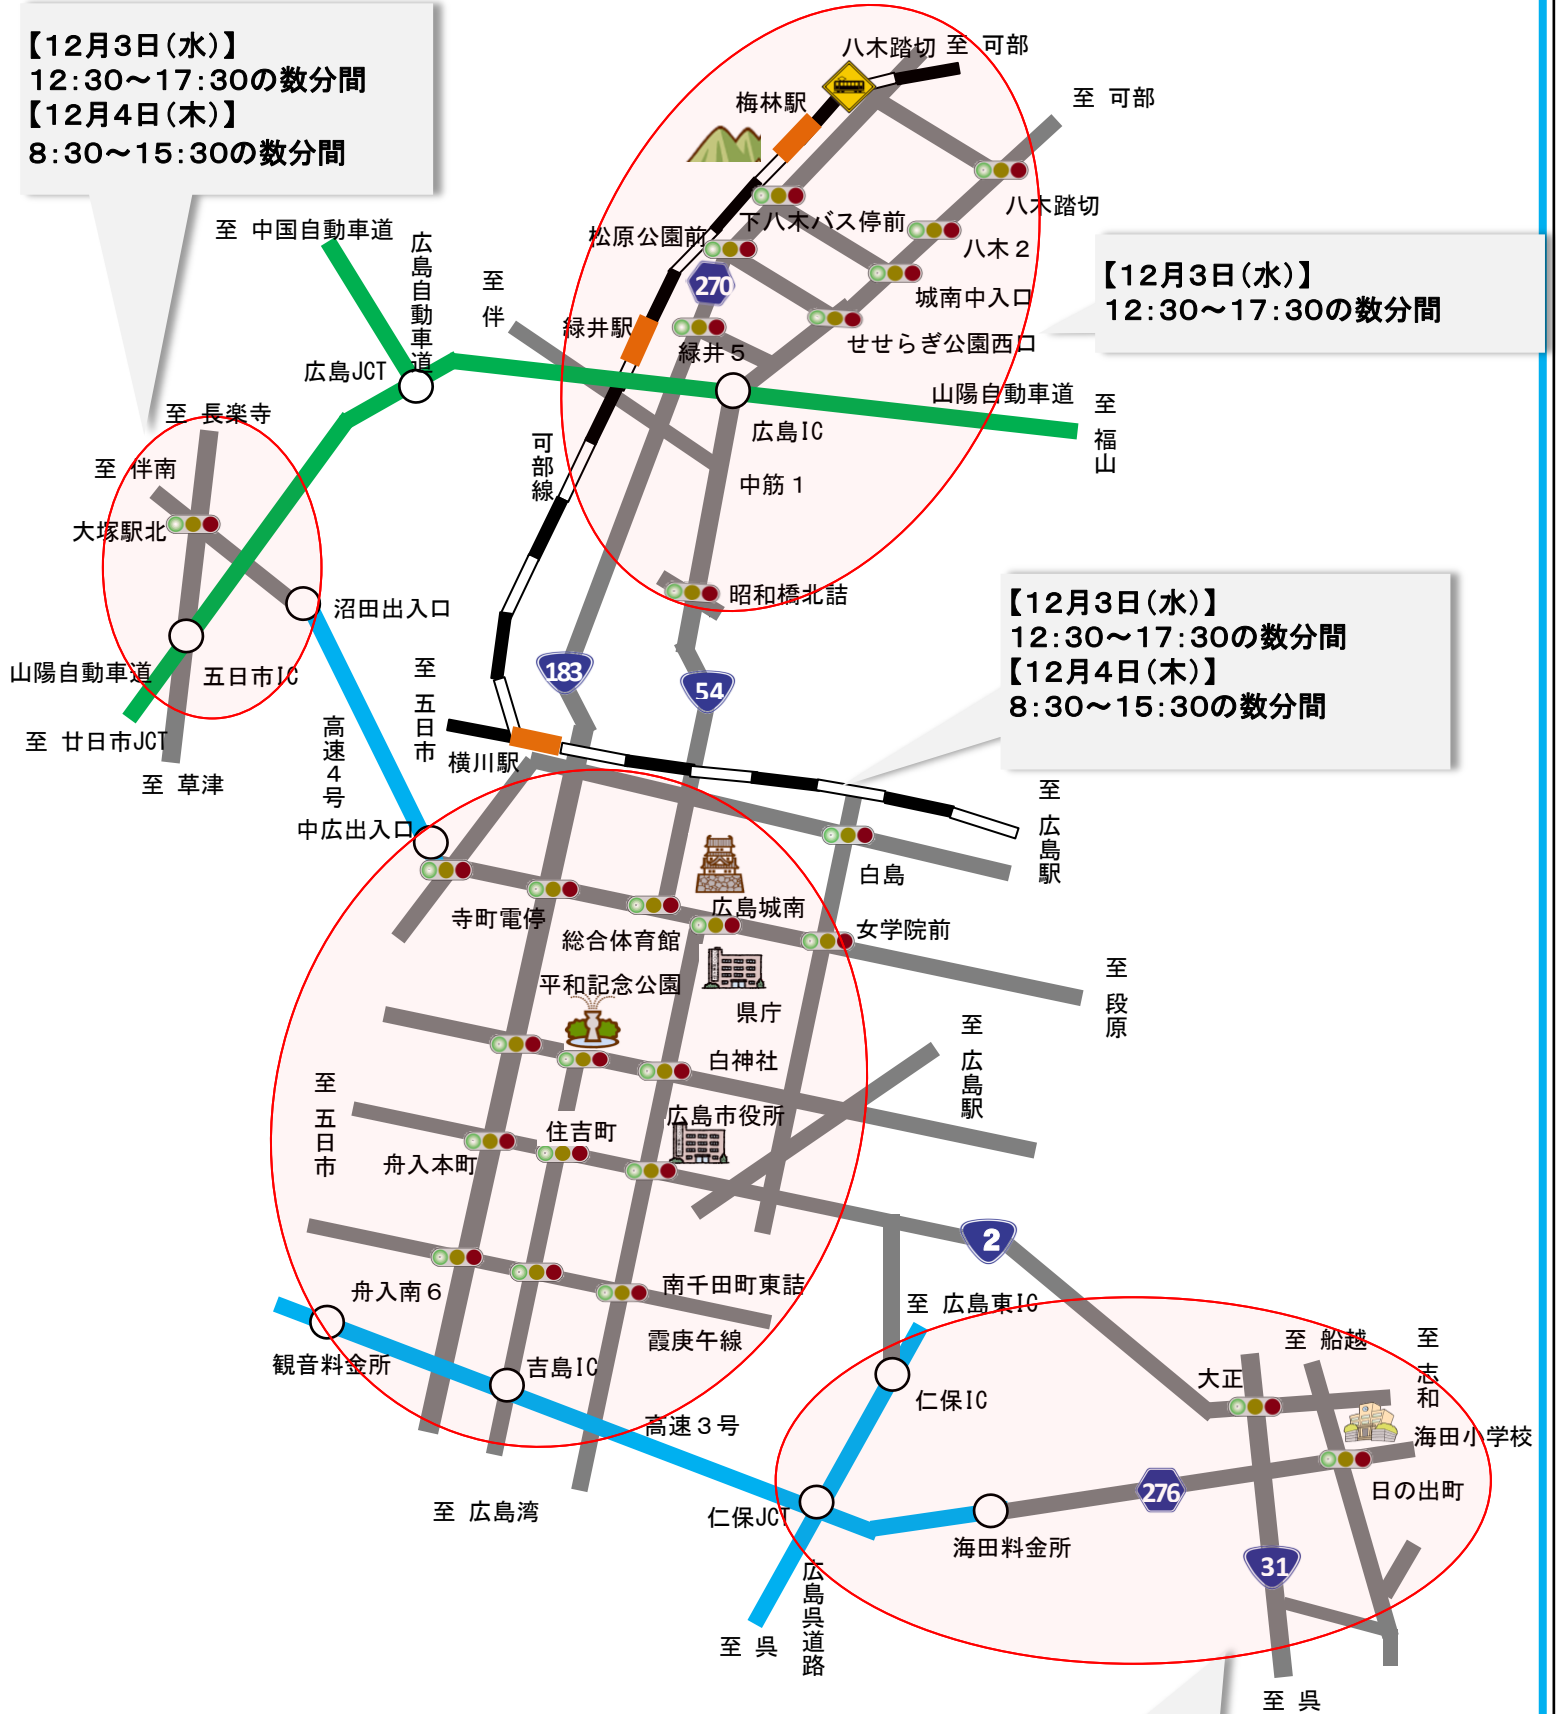 【12月3日(水)】
12:30～17:30の数分間
【12月4日(木)】
8:30～15:30の数分間
八木踏切
至 可部
梅林駅
至 可部
八木踏切
下八木バス停前
八木２
松原公園前
270
城南中入口
緑井駅
緑井５
せせらぎ公園西口
【12月3日(水)】
12:30～17:30の数分間
至 中国自動車道
広島自動車道
至 伴
広島JCT
山陽自動車道
至 福山
広島IC
可部線
中筋１
至 長楽寺
至 伴南
大塚駅北
沼田出入口
昭和橋北詰
山陽自動車道
五日市IC
至 廿日市JCT
至 草津
高速４号
至 五日市
183
54
【12月3日(水)】
12:30～17:30の数分間
【12月4日(木)】
8:30～15:30の数分間
横川駅
至 広島駅
中広出入口
白島
寺町電停
広島城南
総合体育館
女学院前
平和記念公園
県庁
至 段原
白神社
至 広島駅
至 五日市
広島市役所
住吉町
舟入本町
2
舟入南６
南千田町東詰
霞庚午線
至 広島東IC
観音料金所
吉島IC
仁保IC
高速３号
至 船越
至 志和
大正
海田小学校
日の出町
276
至 広島湾
仁保JCT
海田料金所
31
広島呉道路
至 呉
至 呉